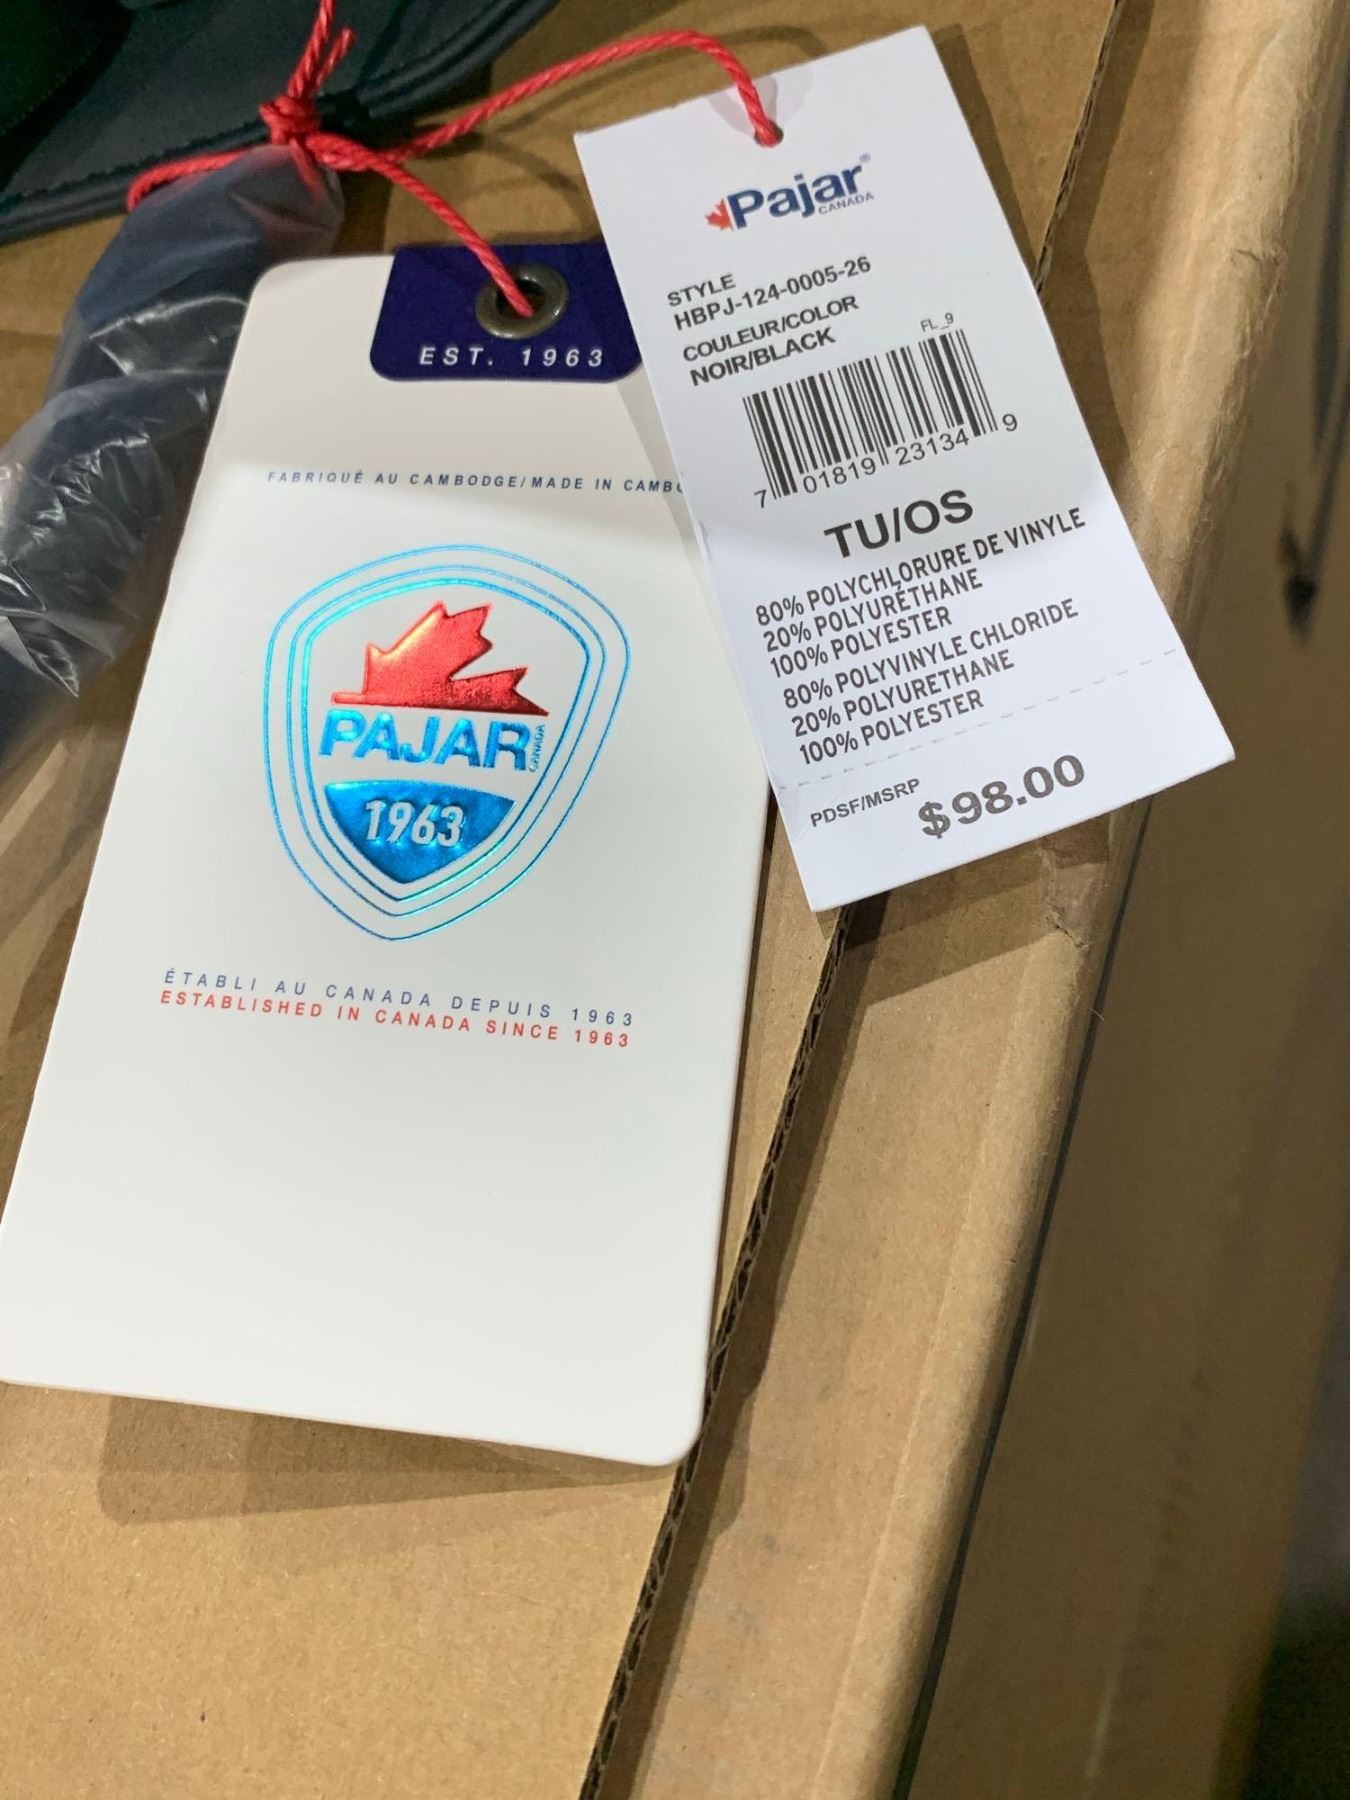 EST. 1963
FABRIQUÉ AU CAMBODGE/MADE IN
PAJAR
CANADA
1963
ÉTABLI AU CANADA DEPUIS 1963
ESTABLISHED IN CANADA SINCE 1963
Pajar®
CANADA
STYLE
HBPJ-124-0005-26
COULEUR/COLOR
NOIR/BLACK
FL_9
7 01819 23134 9
TU/OS
80% POLYCHLORURE DE VINYLE
20% POLYURÉTHANE
100% POLYESTER
80% POLYVINYLE CHLORIDE
20% POLYURETHANE
100% POLYESTER
PDSF/MSRP $98.00